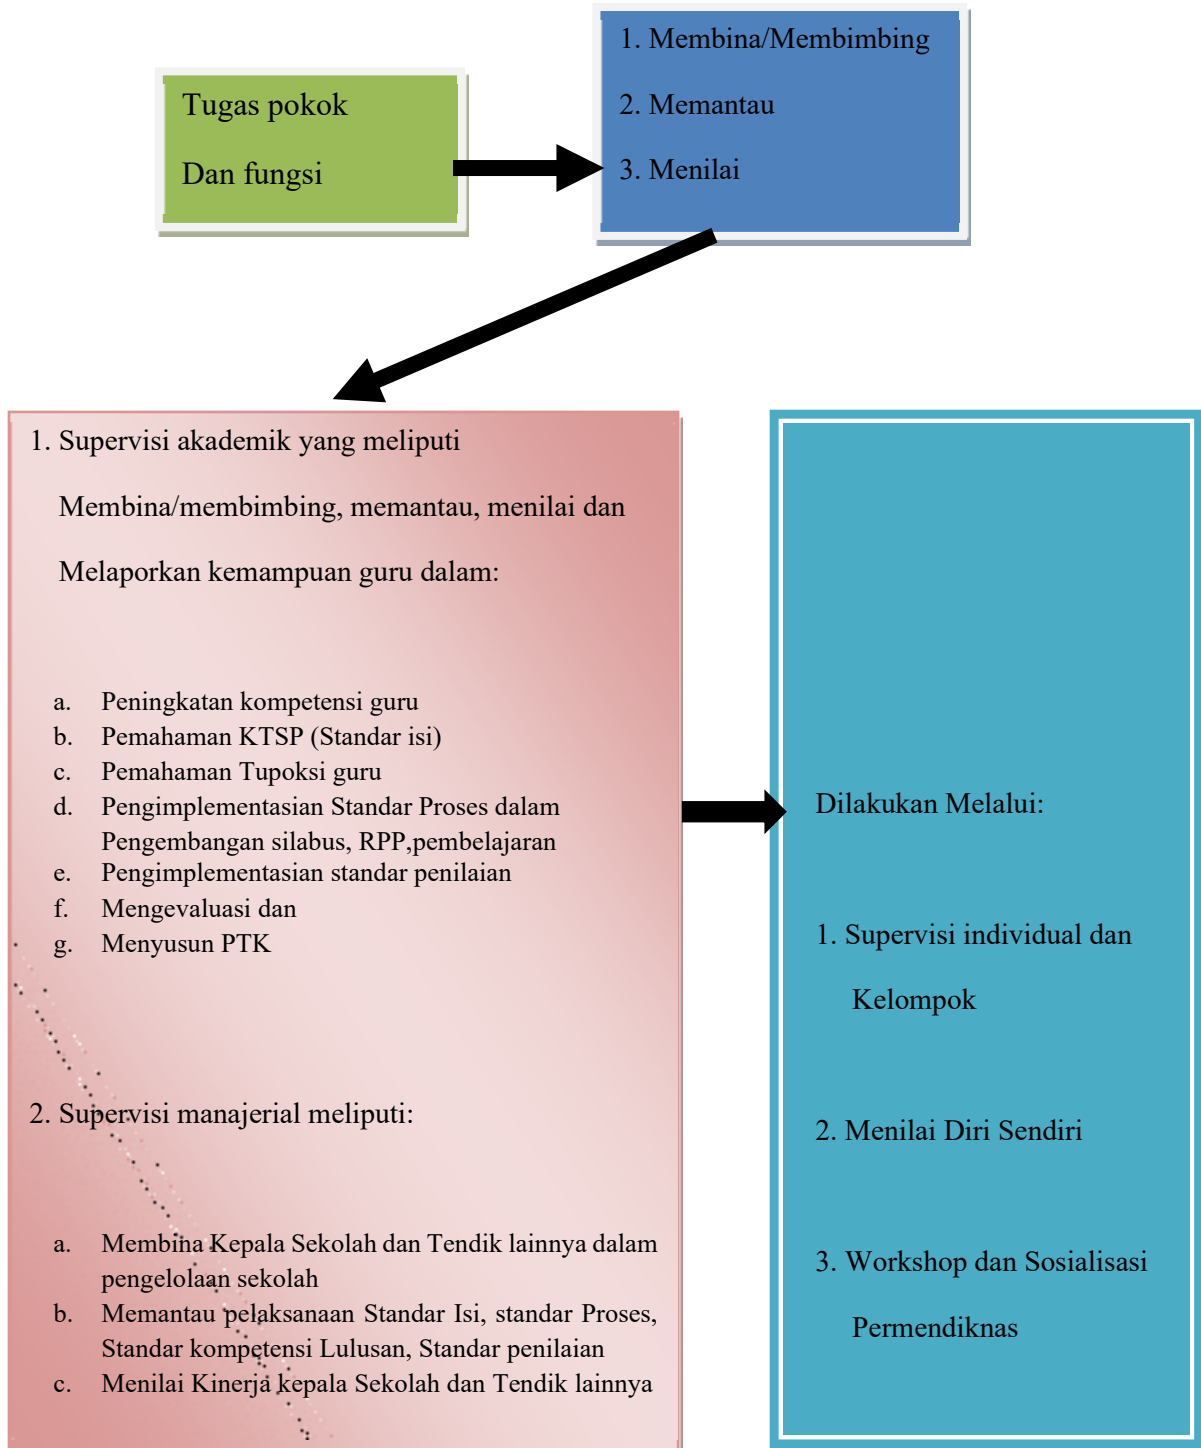 Tugas pokok
Dan fungsi
1. Membina/Membimbing
2. Memantau
3. Menilai
1. Supervisi akademik yang meliputi
Membina/membimbing, memantau, menilai dan
Melaporkan kemampuan guru dalam:
a. Peningkatan kompetensi guru
b. Pemahaman KTSP (Standar isi)
c. Pemahaman Tupoksi guru
d. Pengimplementasian Standar Proses dalam
Pengembangan silabus, RPP,pembelajaran
e. Pengimplementasian standar penilaian
f. Mengevaluasi dan
g. Menyusun PTK
2. Supervisi manajerial meliputi:
a. Membina Kepala Sekolah dan Tendik lainnya dalam
pengelolaan sekolah
b. Memantau pelaksanaan Standar Isi, standar Proses,
Standar kompetensi Lulusan, Standar penilaian
c. Menilai Kinerja kepala Sekolah dan Tendik lainnya
Dilakukan Melalui:
1. Supervisi individual dan
Kelompok
2. Menilai Diri Sendiri
3. Workshop dan Sosialisasi
Permendiknas